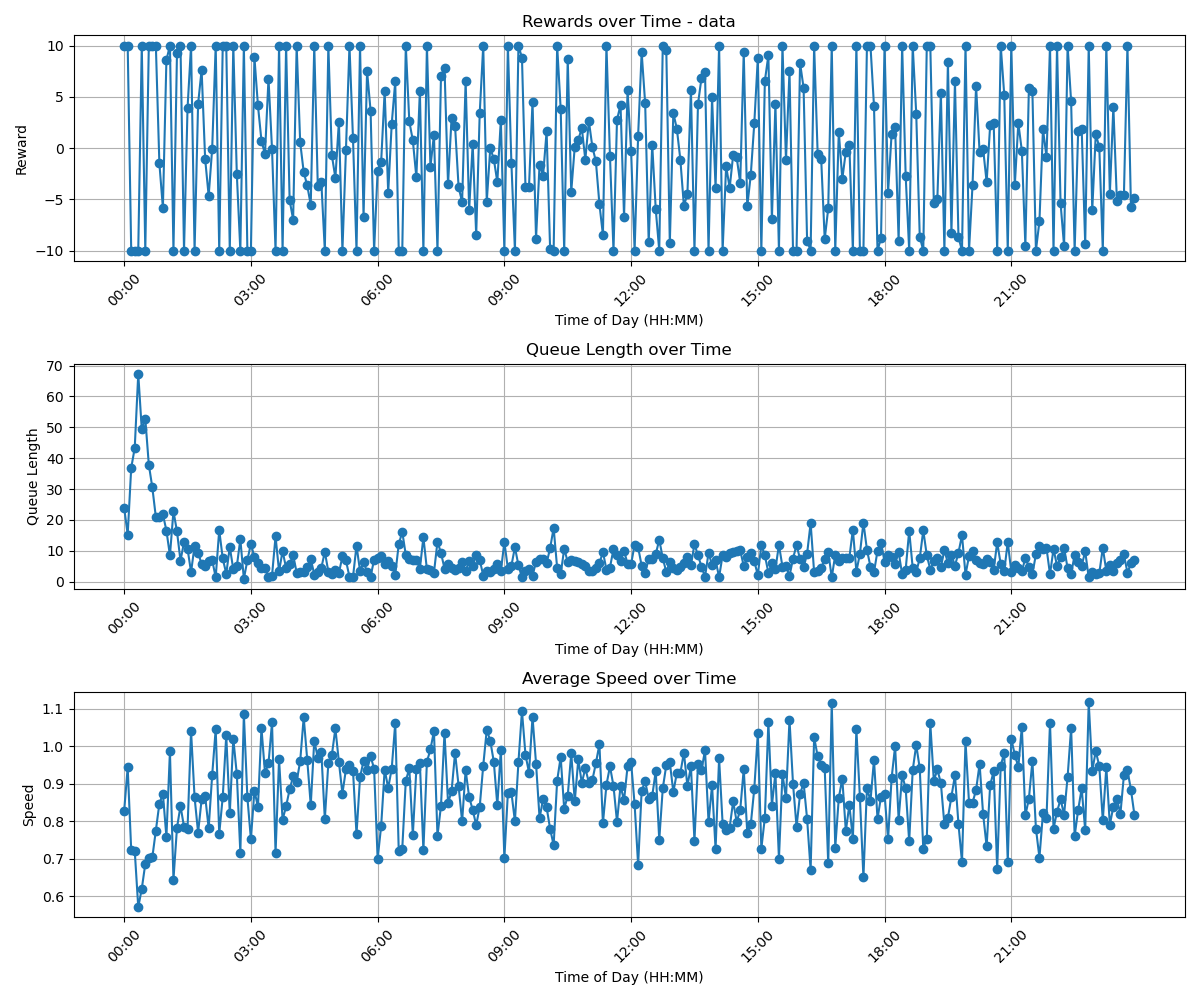 Rewards over Time - data
10
5
0
−5
−10
Reward
00:00 03:00 06:00 09:00 12:00 15:00 18:00 21:00
Time of Day (HH:MM)
Queue Length over Time
70
60
50
40
30
20
10
0
Queue Length
00:00 03:00 06:00 09:00 12:00 15:00 18:00 21:00
Time of Day (HH:MM)
Average Speed over Time
1.1
1.0
0.9
0.8
0.7
0.6
Speed
00:00 03:00 06:00 09:00 12:00 15:00 18:00 21:00
Time of Day (HH:MM)